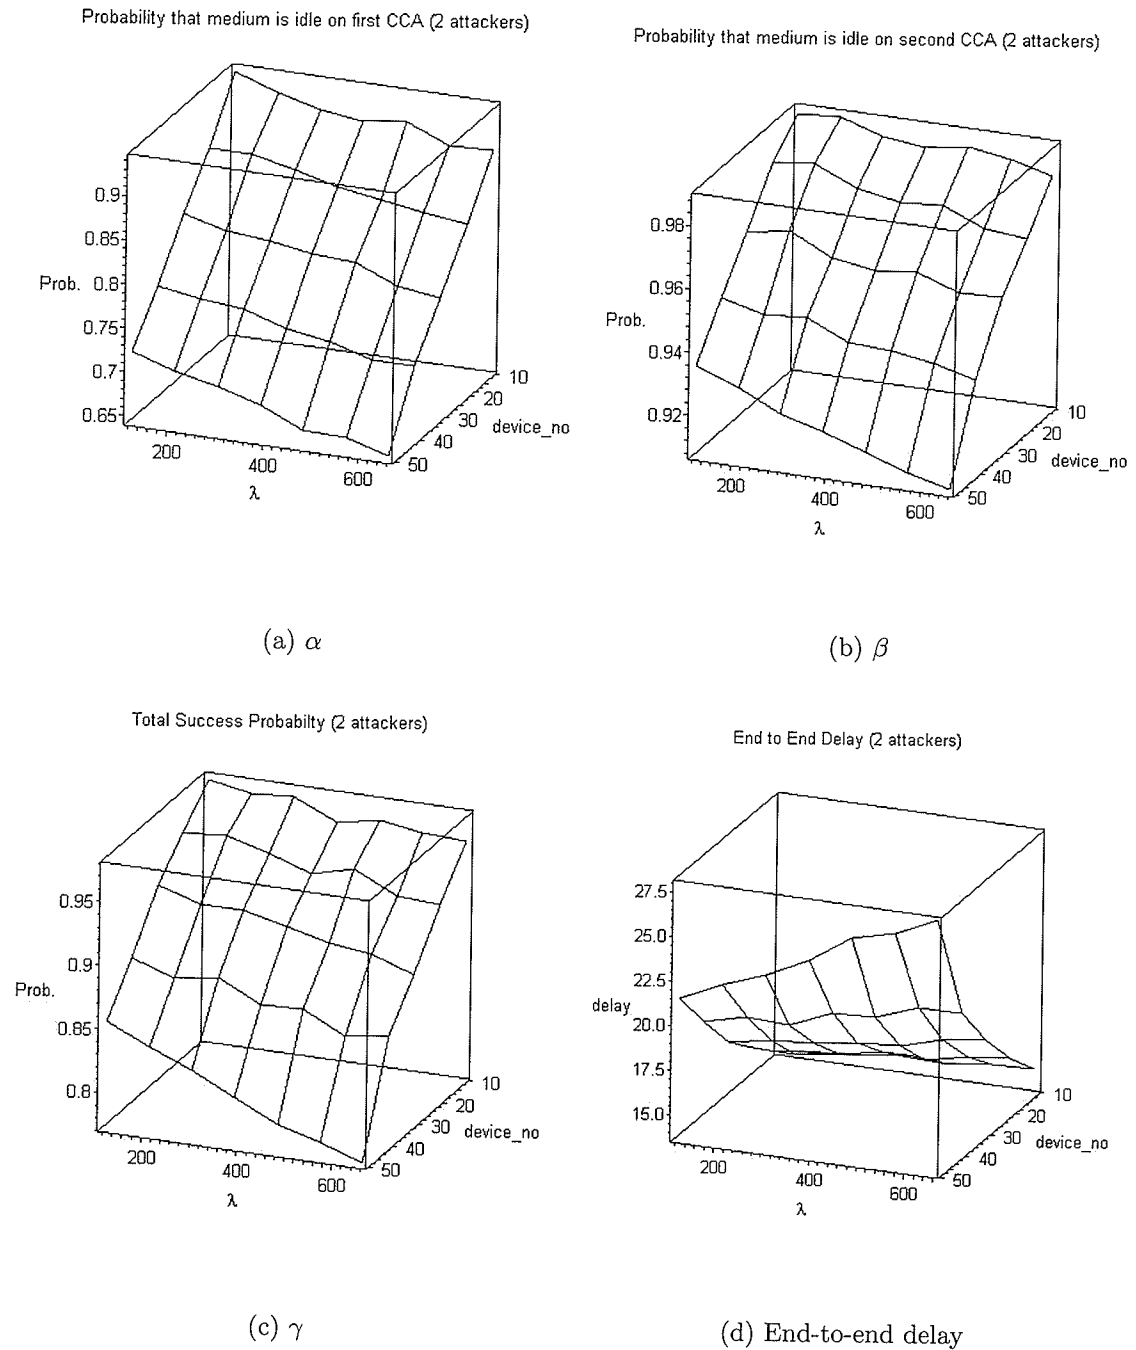 Probability that medium is idle on first CCA (2 attackers)
0.9
0.85
Prob. 0.8
0.75
0.7
0.65
200
400
600
λ
10
20
30
40
50
device_no
(a) α
Probability that medium is idle on second CCA (2 attackers)
0.98
0.96
Prob.
0.94
0.92
200
400
600
λ
10
20
30
40
50
device_no
(b) β
Total Success Probabilty (2 attackers)
0.95
0.9
Prob.
0.85
0.8
200
400
600
λ
10
20
30
40
50
device_no
(c) γ
End to End Delay (2 attackers)
27.5
25.0
22.5
delay
20.0
17.5
15.0
200
400
600
λ
10
20
30
40
50
device_no
(d) End-to-end delay